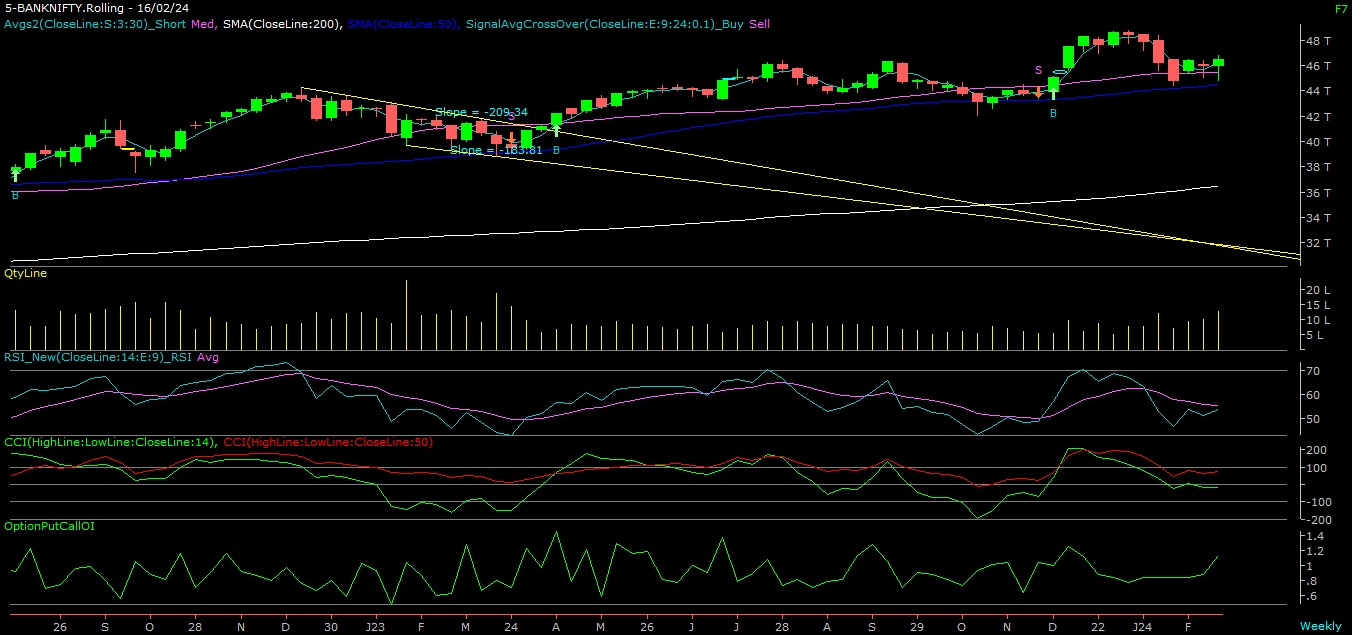 5-BANKNIFTY.Rolling - 16/02/24
F7
Avgs2(CloseLine:S:3:30)_Short Med, SMA(CloseLine:200), SMA(CloseLine:50), SignalAvgCrossOver(CloseLine:E:9:24:0.1)_Buy Sell
48 T
46 T
44 T
42 T
40 T
38 T
36 T
34 T
32 T
S
B
Slope = -209.34
S
Slope = -183.81 B
B
QtyLine
20 L
15 L
10 L
5 L
L
RSI_New(CloseLine:14:E:9)_RSI Avg
70
60
50
CCI(HighLine:LowLine:CloseLine:14), CCI(HighLine:LowLine:CloseLine:50)
200
100
-100
-200
OptionPutCallOI
1.4
1.2
1
.8
.6
26 S O 28 N D 30 J23 F M 24 A M 26 J J 28 A S 29 O N D 22 J24 F Weekly